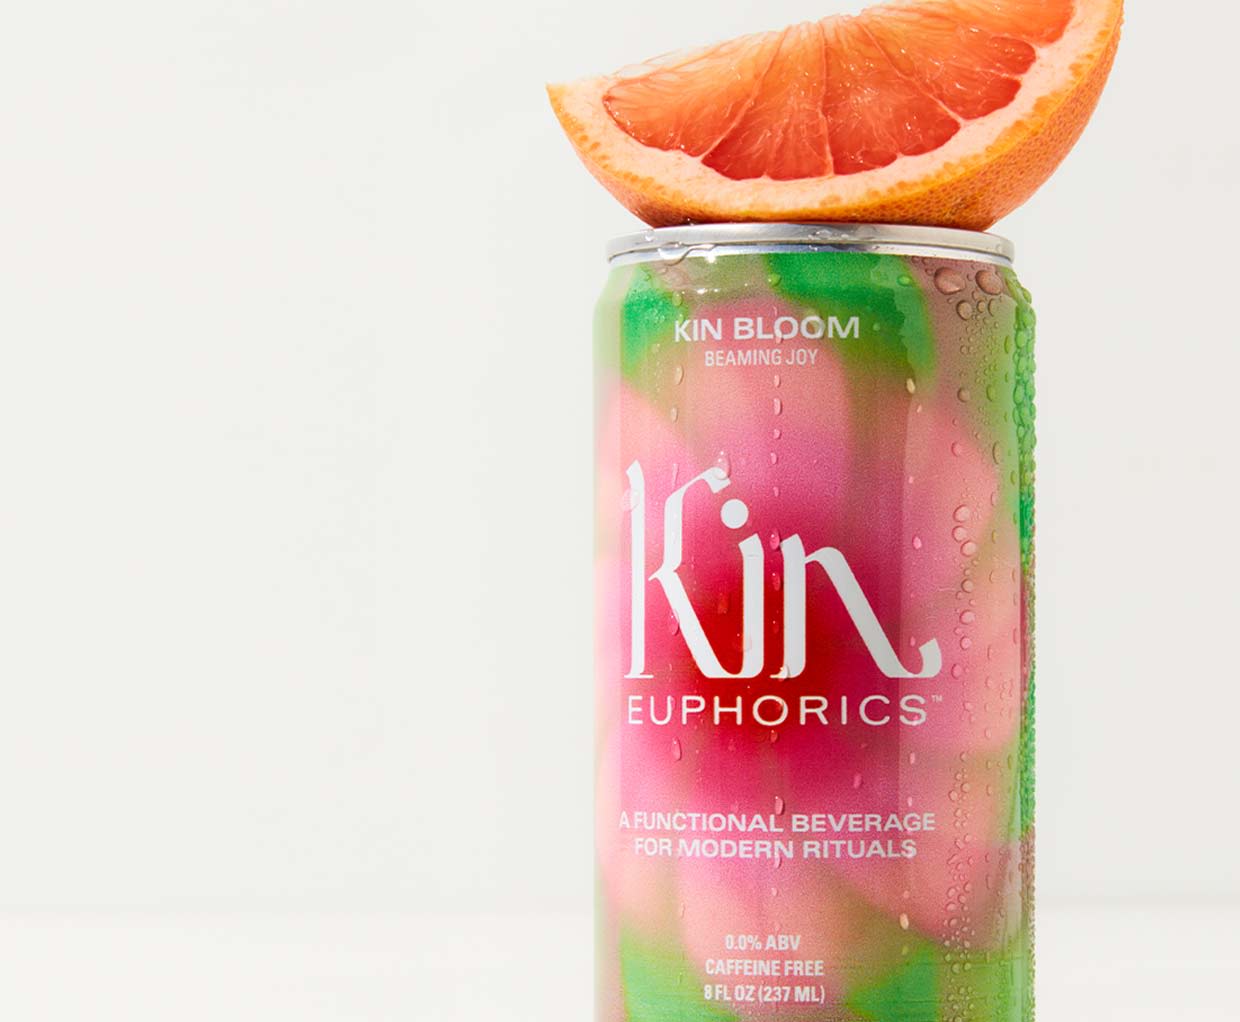 KIN BLOOM
BEAMING JOY
Kin
EUPHORICS™
A FUNCTIONAL BEVERAGE
FOR MODERN RITUALS
0.0% ABV
CAFFEINE FREE
8 FL OZ (237 ML)